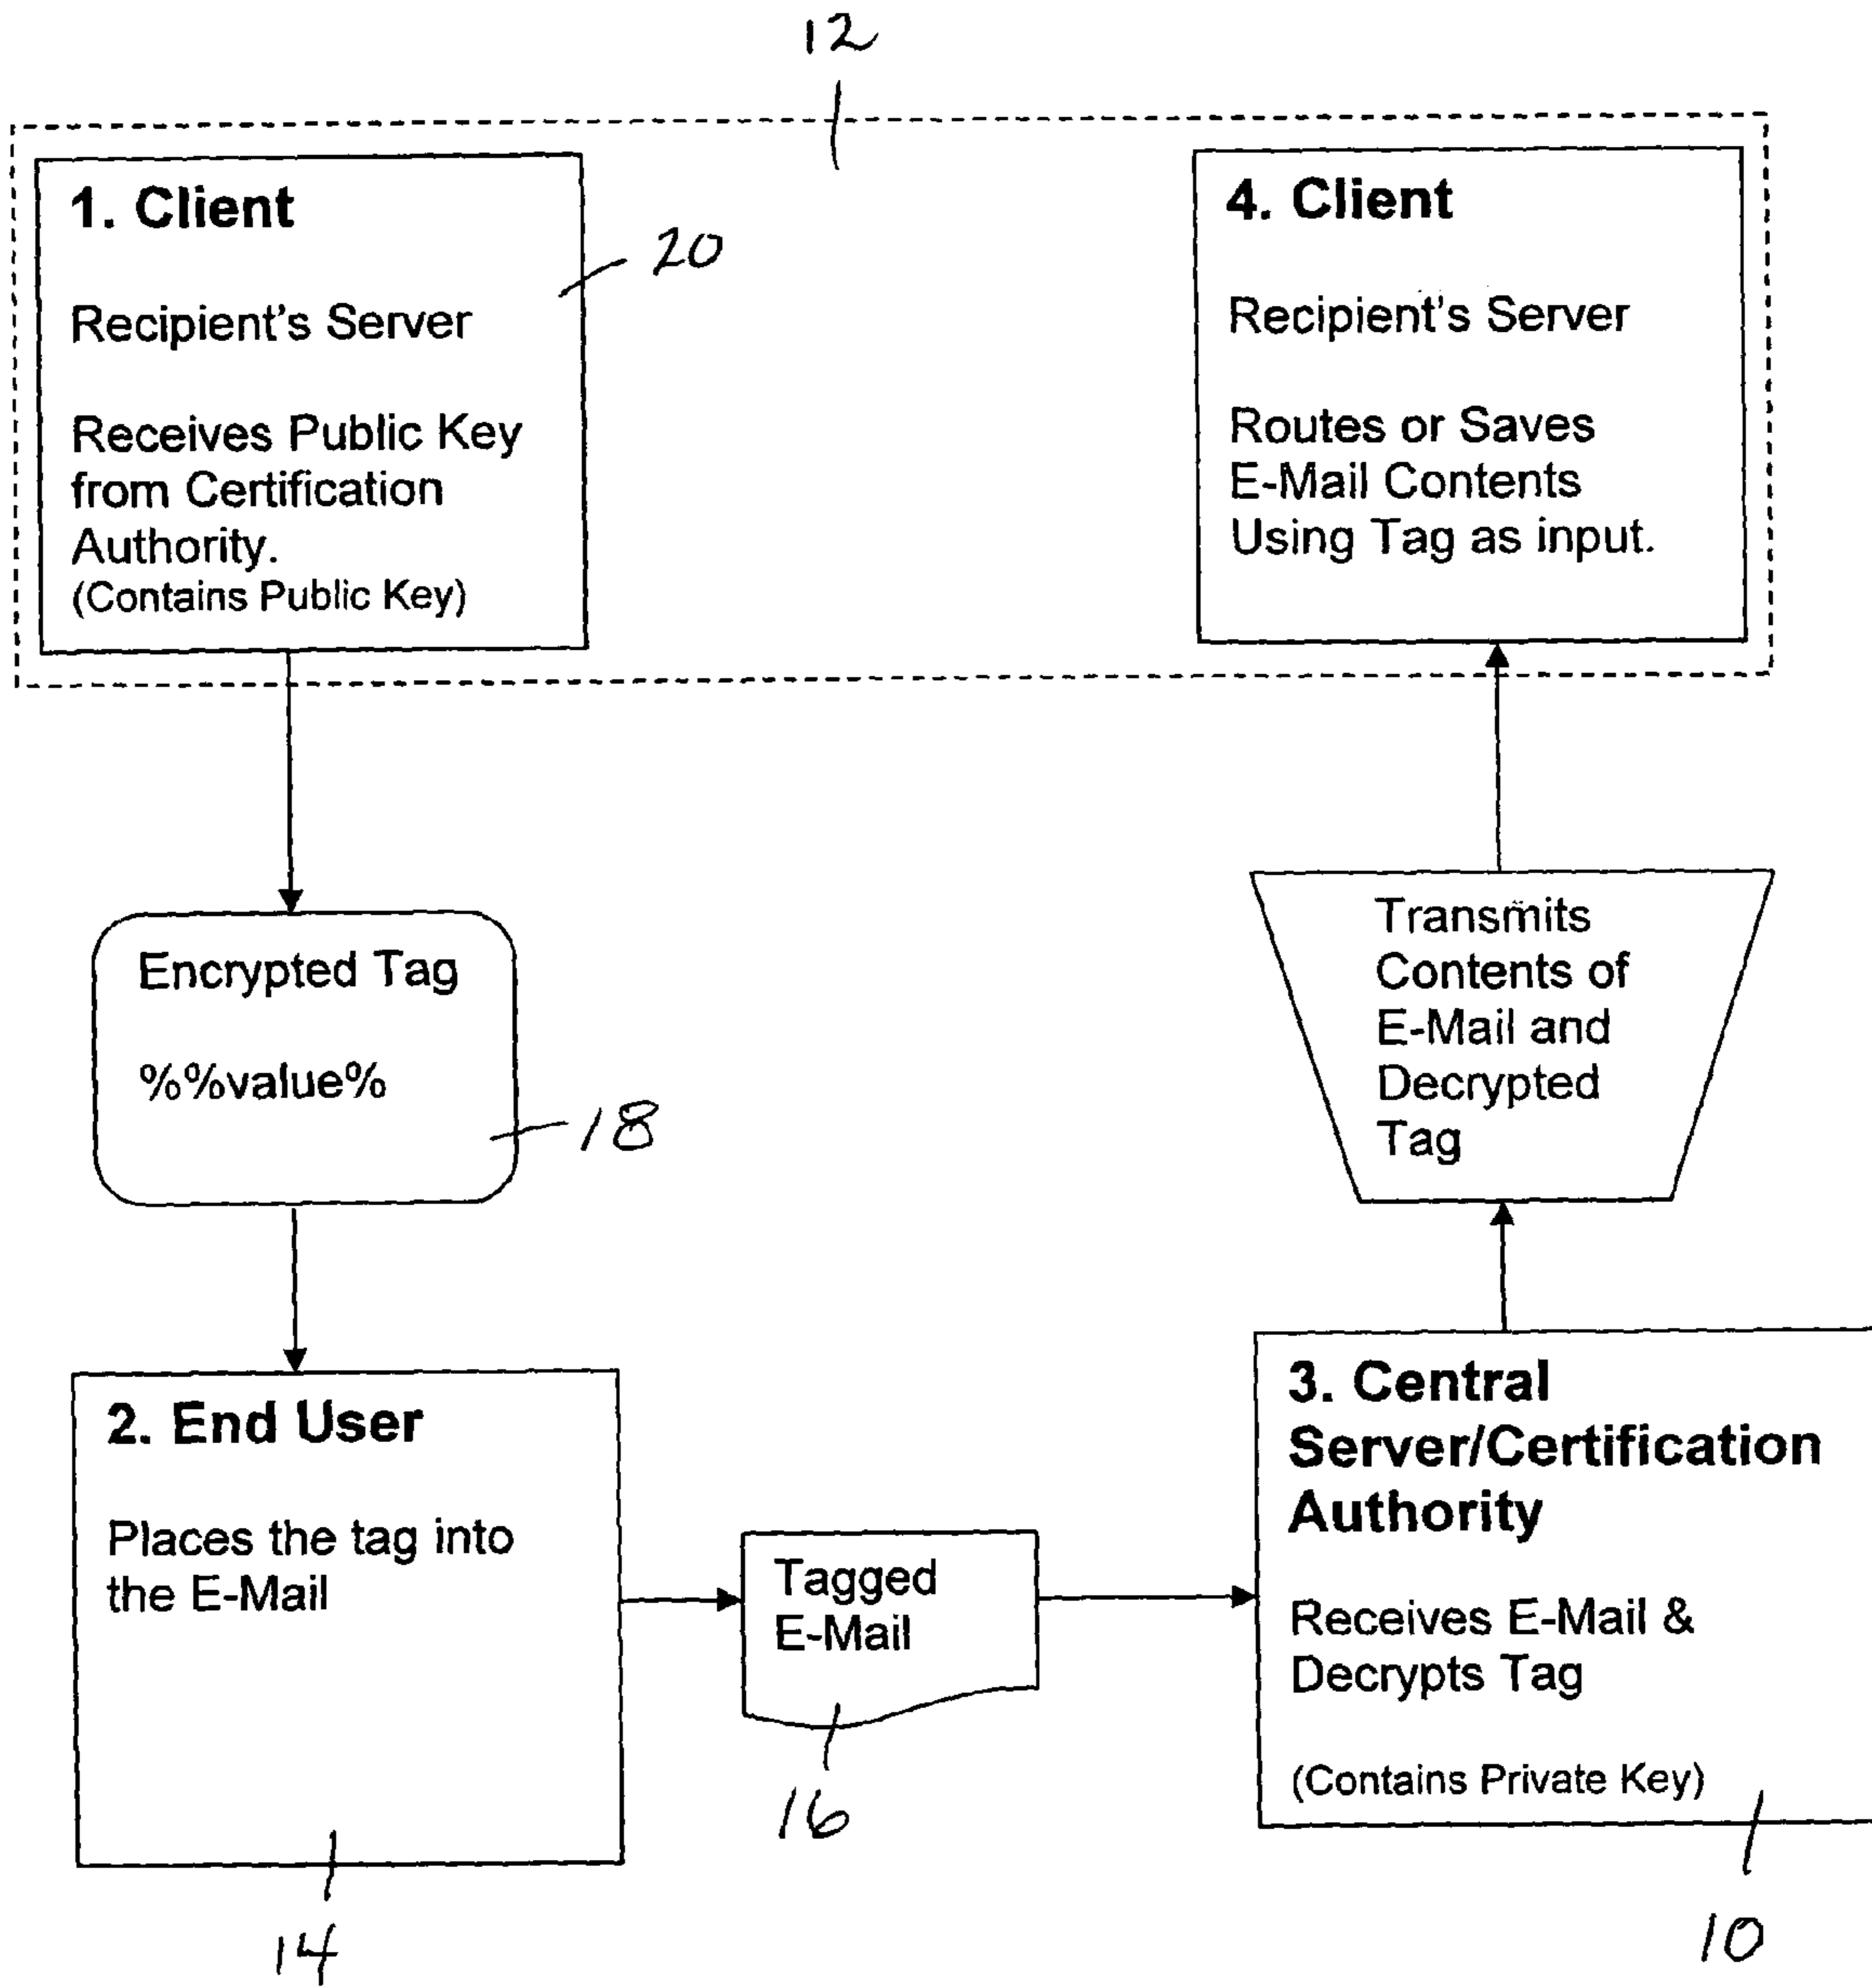 12
1. Client
Recipient's Server
Receives Public Key
from Certification
Authority.
(Contains Public Key)
20
4. Client
Recipient's Server
Routes or Saves
E-Mail Contents
Using Tag as input.
Encrypted Tag
%%value%
18
Transmits
Contents of
E-Mail and
Decrypted
Tag
2. End User
Places the tag into
the E-Mail
14
Tagged
E-Mail
16
3. Central
Server/Certification
Authority
Receives E-Mail &
Decrypts Tag
(Contains Private Key)
10